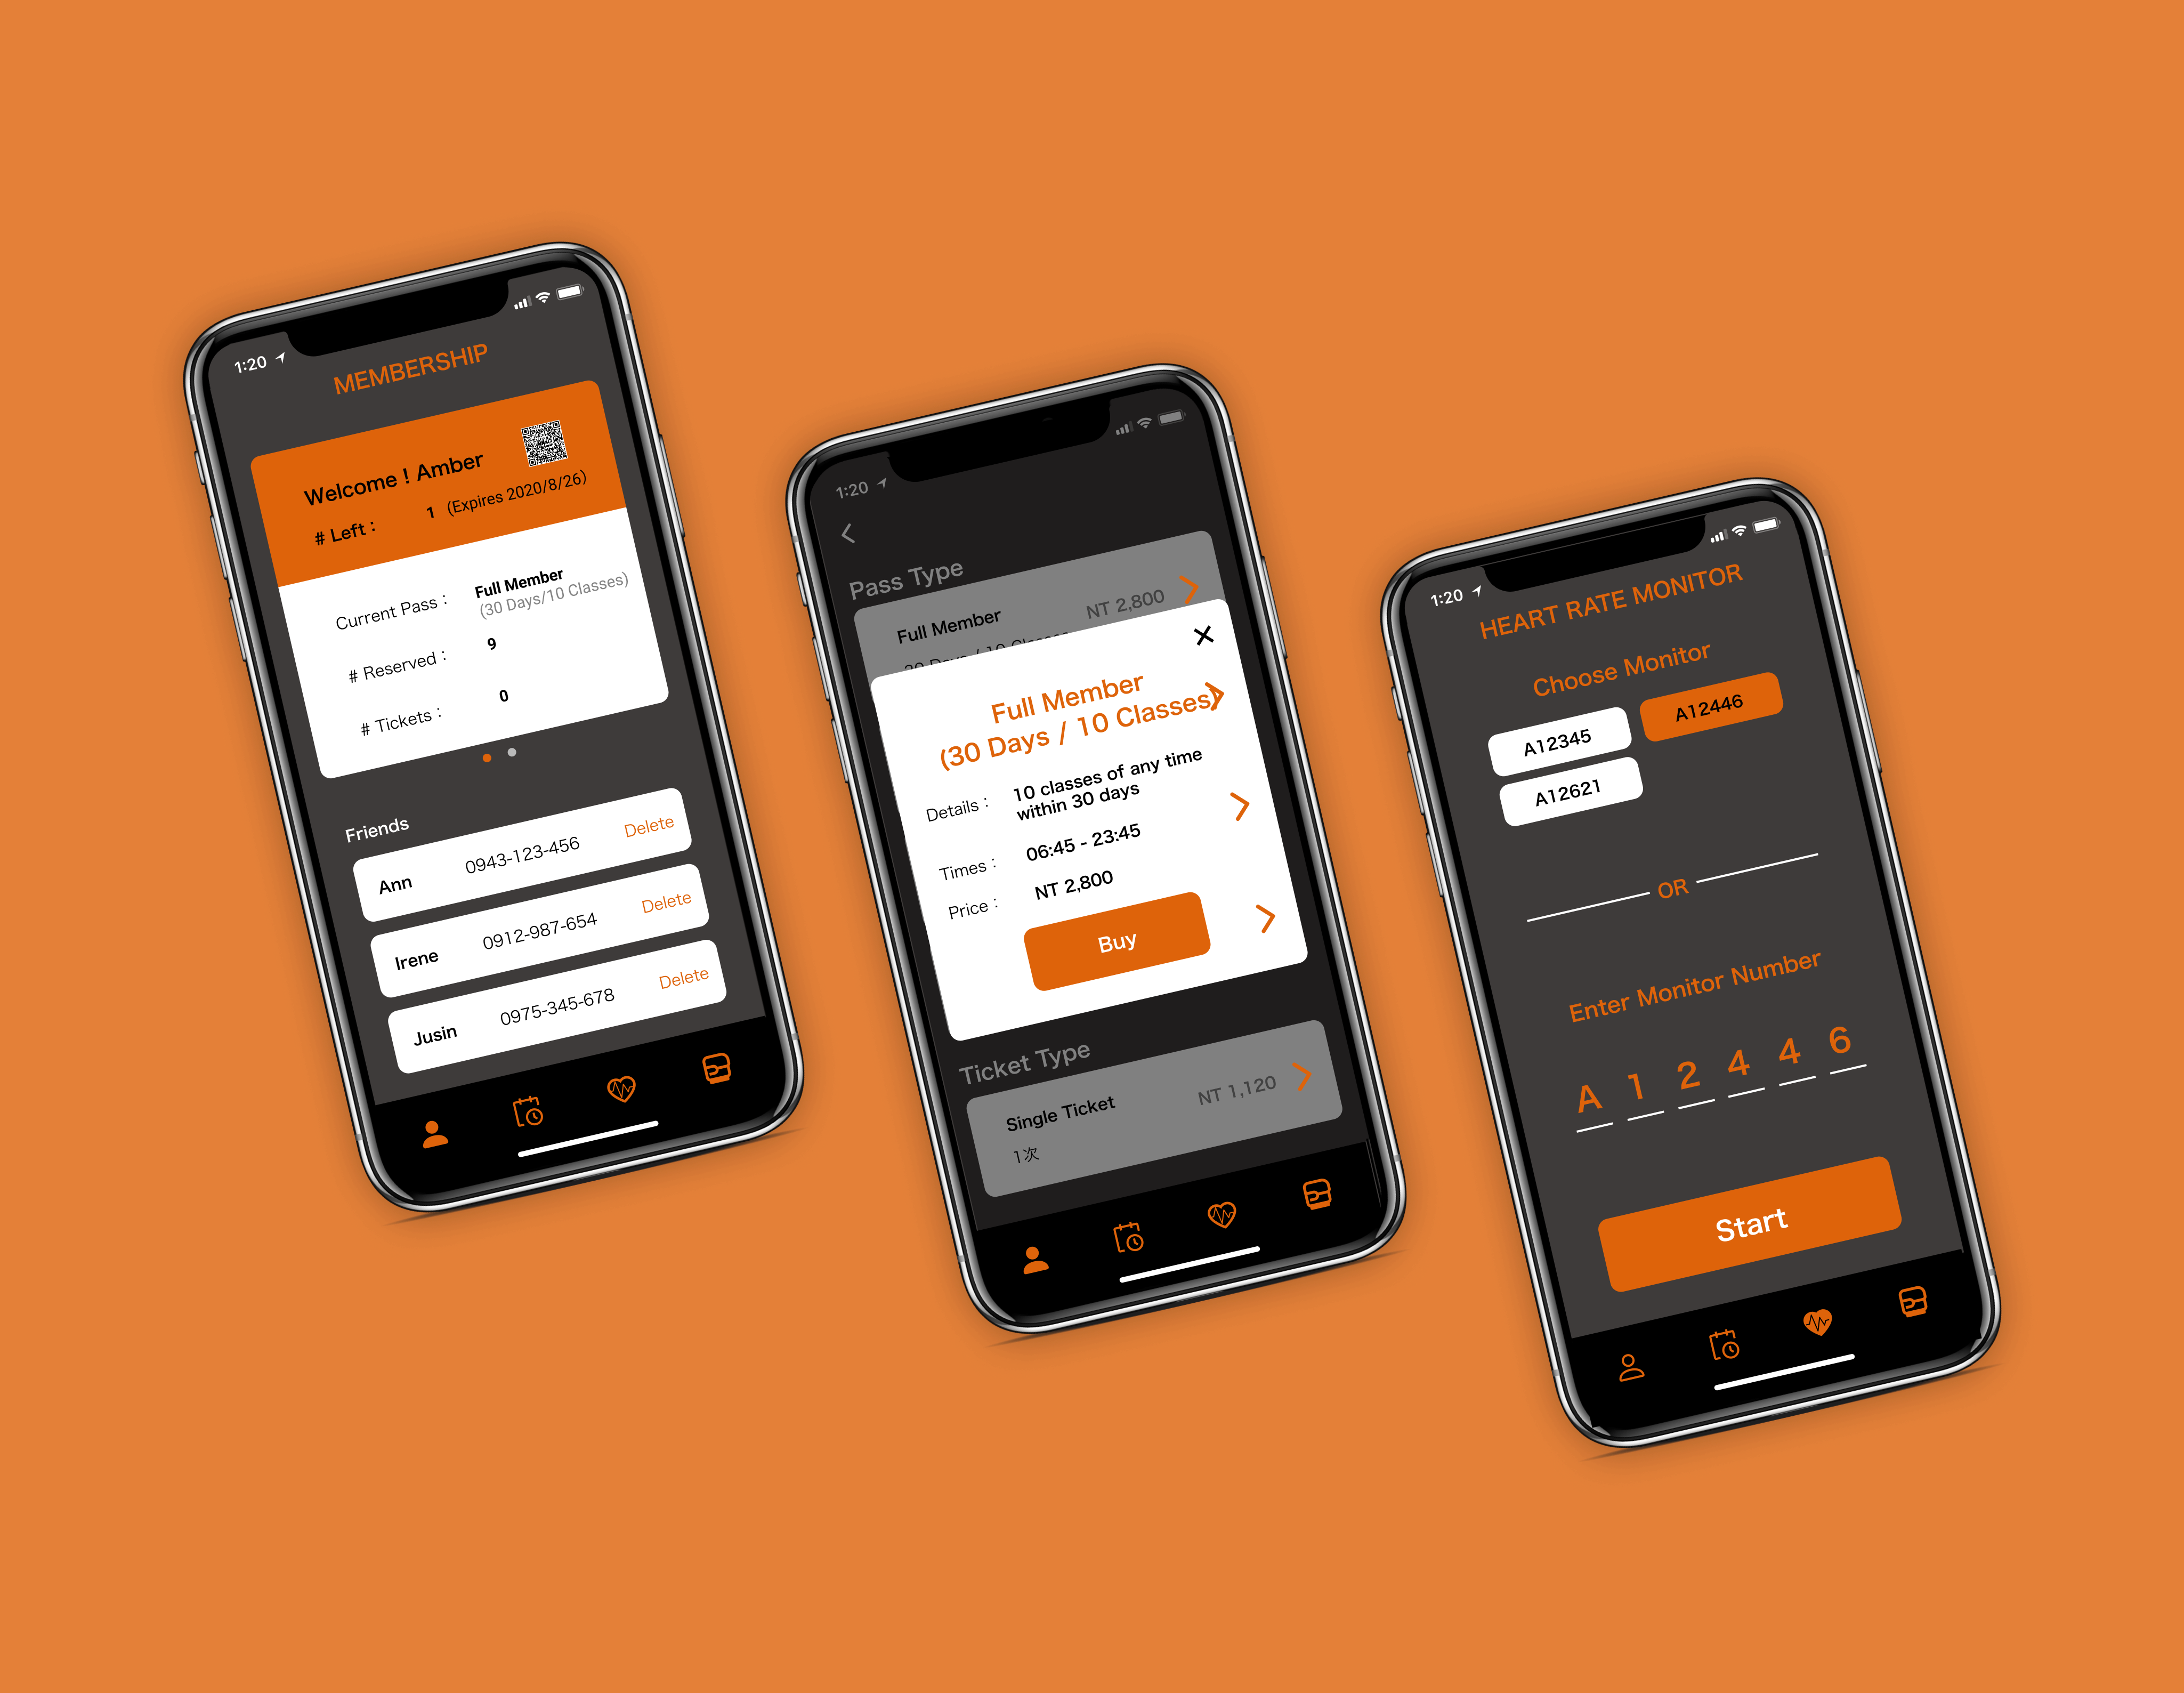 1:20
MEMBERSHIP
Welcome ! Amber
# Left : 1 (Expires 2020/8/26)
Current Pass : Full Member
(30 Days/10 Classes)
# Reserved : 9
# Tickets : 0
Friends
Ann 0943-123-456 Delete
Irene 0912-987-654 Delete
Jusin 0975-345-678 Delete
1:20
Pass Type
Full Member NT 2,800
30 Days / 10 Classes
Full Member
(30 Days / 10 Classes)
Details : 10 classes of any time
within 30 days
Times : 06:45 - 23:45
Price : NT 2,800
Buy
Ticket Type
Single Ticket NT 1,120
1次
1:20
HEART RATE MONITOR
Choose Monitor
A12345 A12446
A12621
OR
Enter Monitor Number
A 1 2 4 4 6
Start